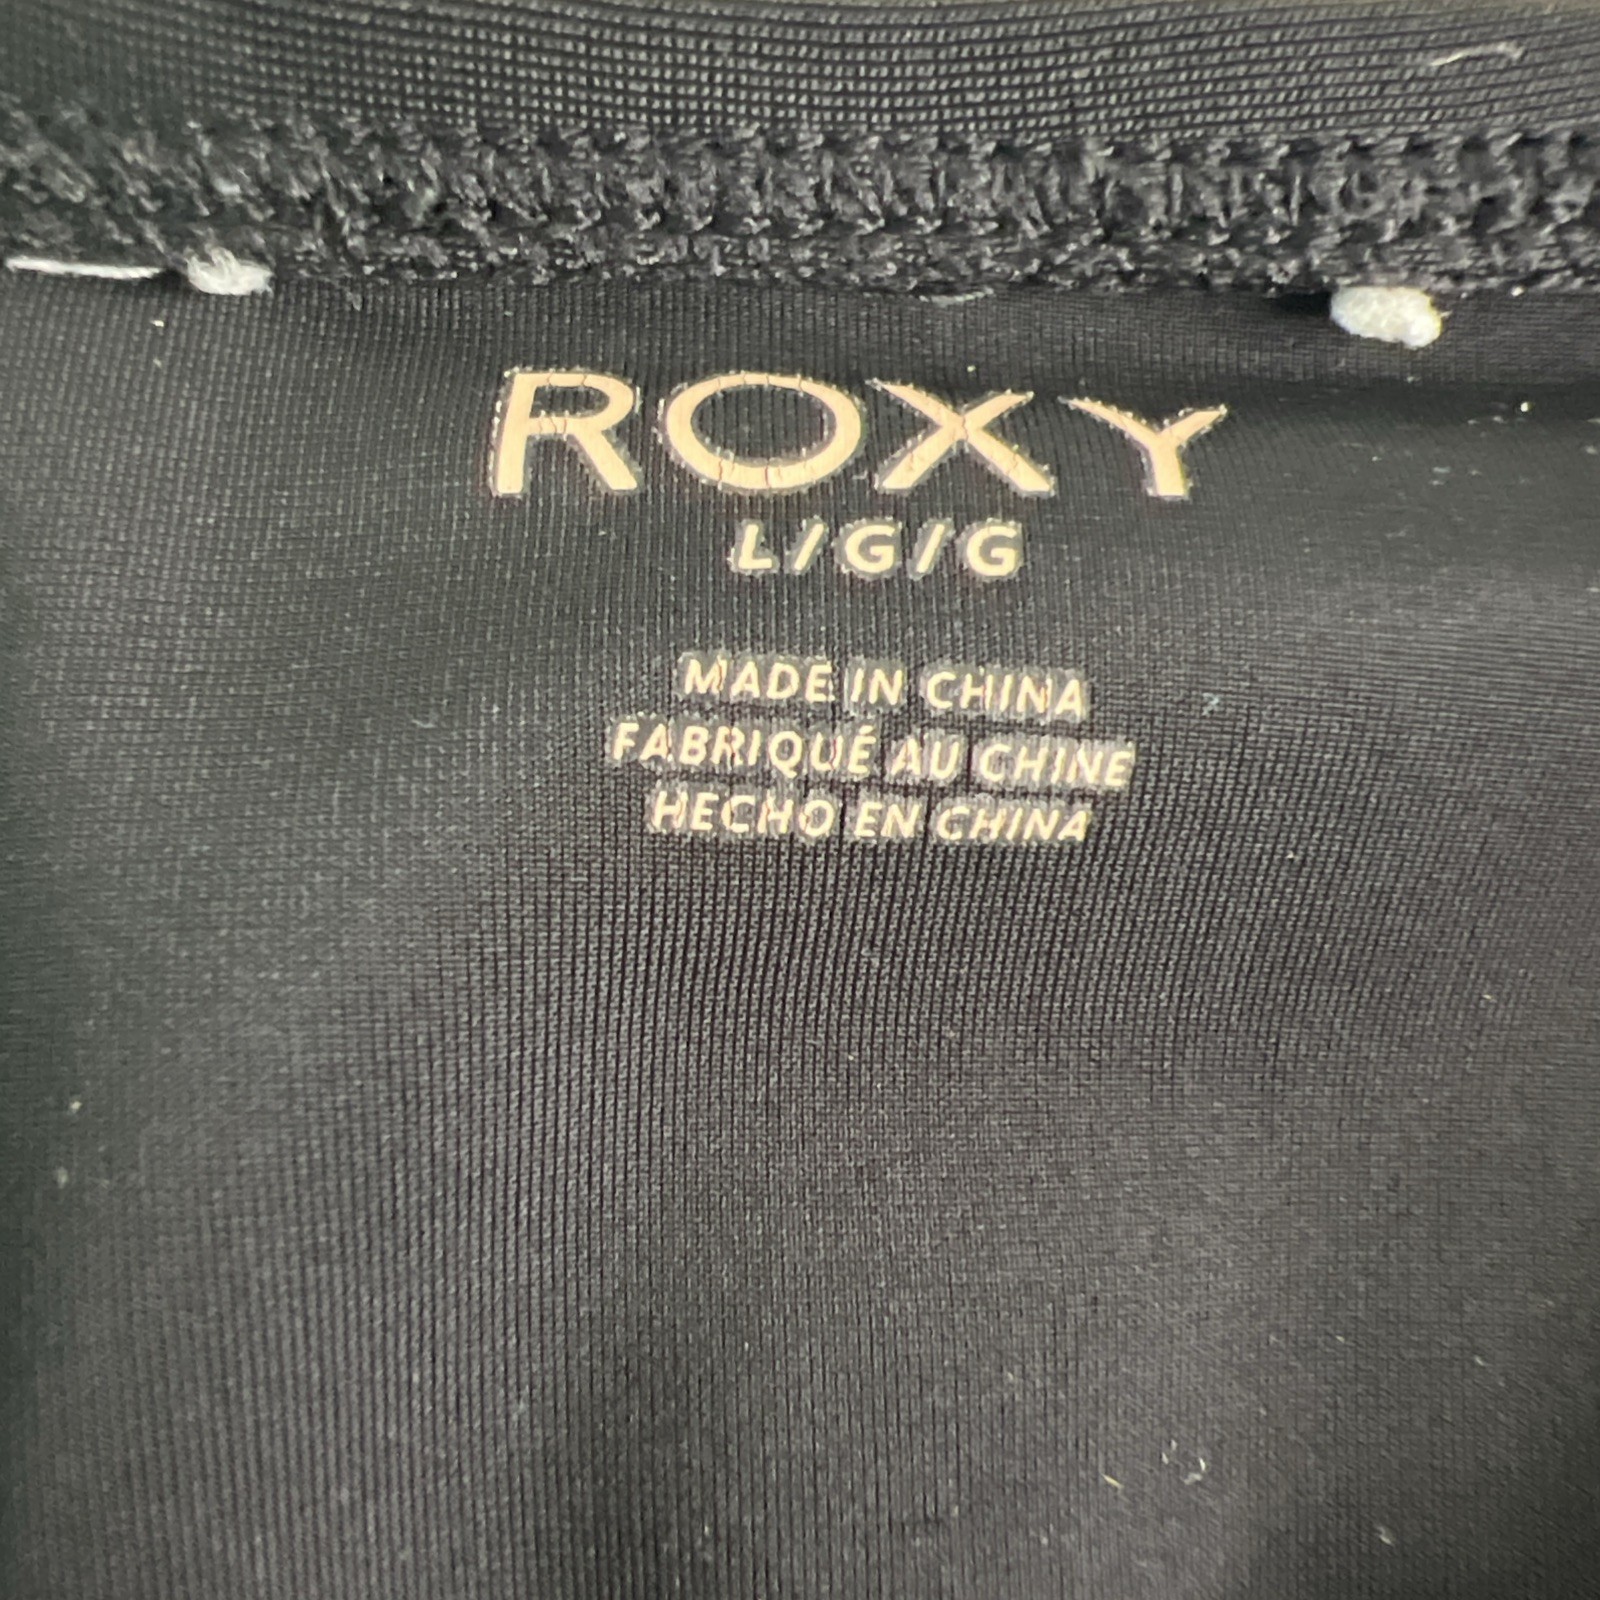 ROXY
L/G/G
MADE IN CHINA
FABRIQUÉ AU CHINE
HECHO EN CHINA